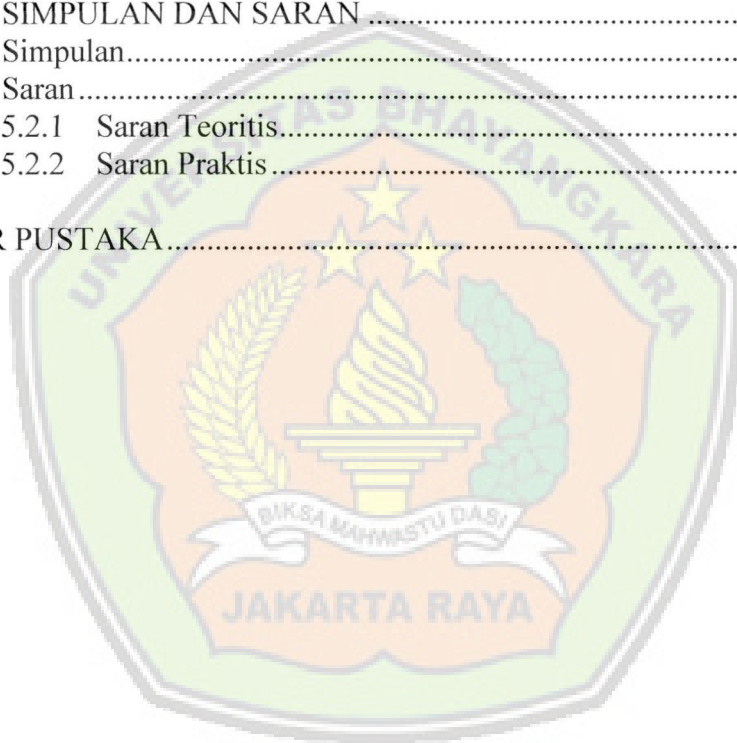 SIMPULAN DAN SARAN ........................................................
Simpulan..................................................................................
Saran........................................................................................
5.2.1 Saran Teoritis.............................................................
5.2.2 Saran Praktis..............................................................
R PUSTAKA.............................................................................
UNIVERSITAS BHAYANGKARA
BIKSA MAHWASTU DASI
JAKARTA RAYA